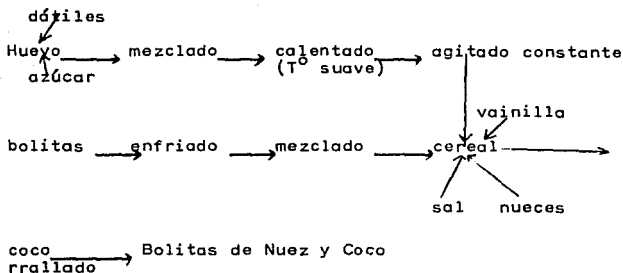 dátiles
Huevo mezclado calentado agitado constante
azúcar (Tº suave)
vainilla
bolitas enfriado mezclado cereal
sal nueces
coco Bolitas de Nuez y Coco
rrallado